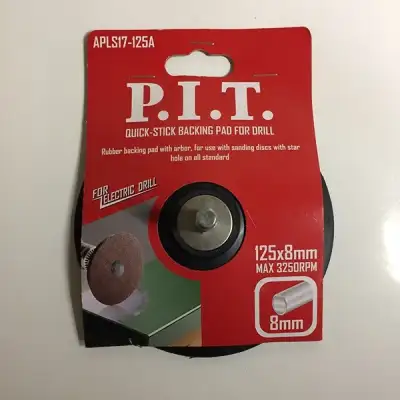 APLS17-125A
P.I.T.
QUICK-STICK BACKING PAD FOR DRILL
Rubber backing pad with arbor, for use with sanding discs with star
hole on all standard
FOR
ELECTRIC DRILL
125x8mm
MAX 3250RPM
8mm